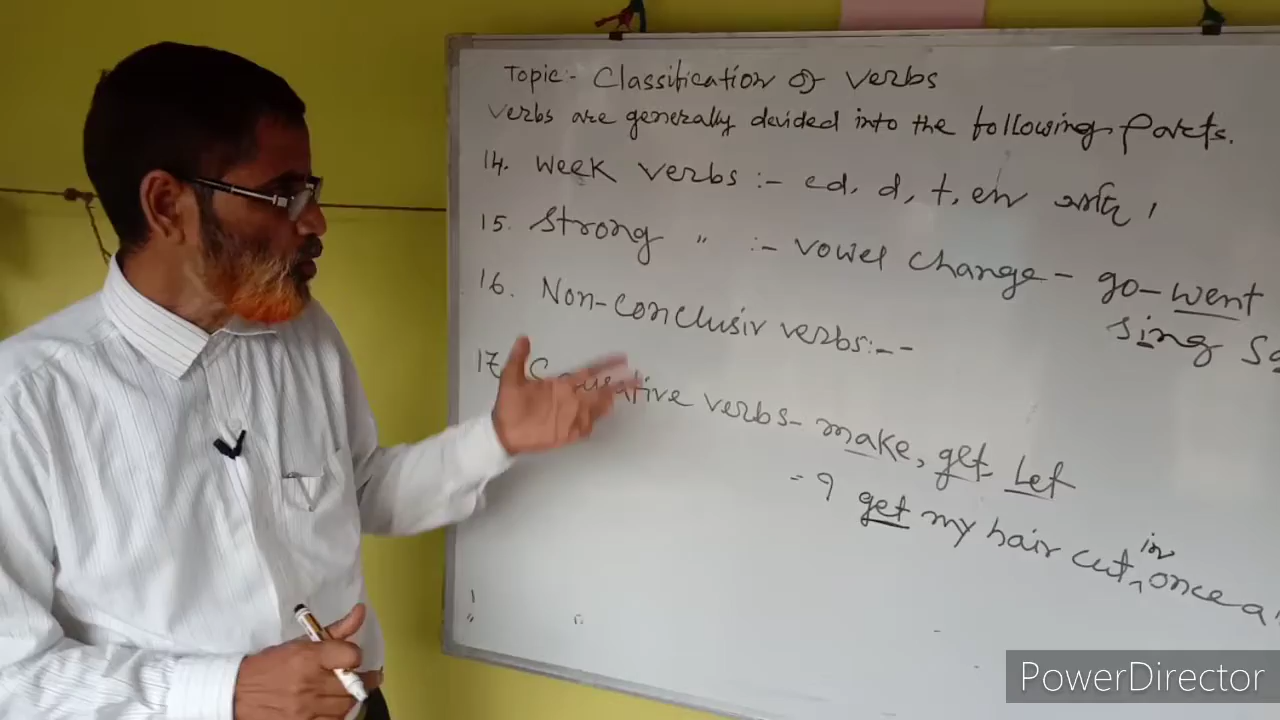 Topic:- Classification of verbs
verbs are generally devided into the following Parts.
14. Week verbs :- ed, d, t, en
15. Strong " :- vowel change - go-went
sing
16. Non-conclusiv verbs:--
17. verbs- make, get Let
= I get my hair cut, in once a
PowerDirector